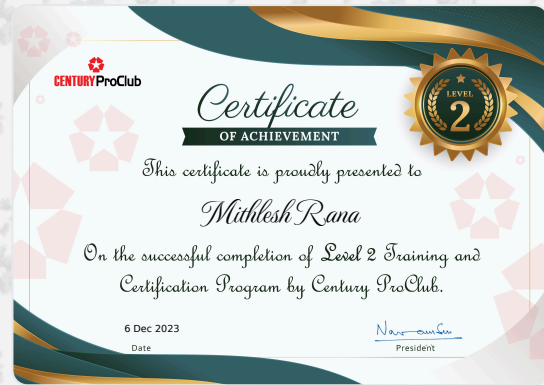 CENTURY ProClub
Certificate
OF ACHIEVEMENT
LEVEL
2
This certificate is proudly presented to
Mithlesh Rana
On the successful completion of Level 2 Training and
Certification Program by Century ProClub.
6 Dec 2023
Date
President